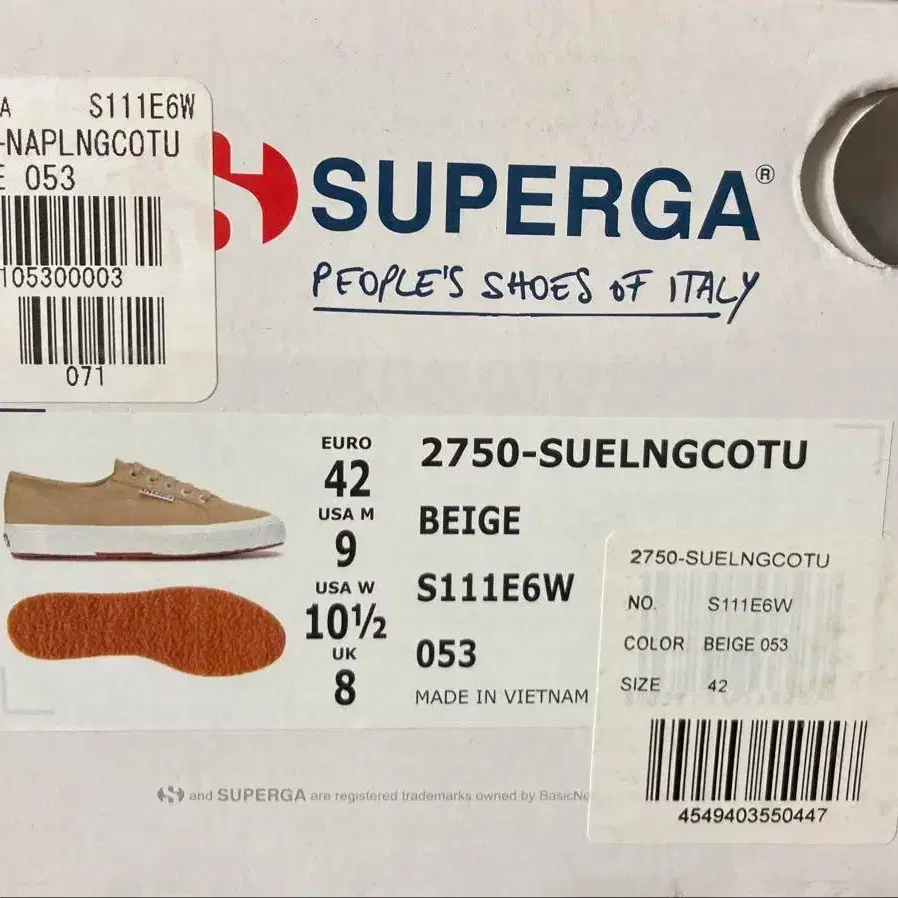 A S111E6W
-NAPLNGCOTU
E 053
105300003
071
SUPERGA®
PEOPLE'S SHOES OF ITALY
EURO
42
USA M
9
USA W
10½
UK
8
2750-SUELNGCOTU
BEIGE
S111E6W
053
MADE IN VIETNAM
2750-SUELNGCOTU
NO. S111E6W
COLOR BEIGE 053
SIZE 42
4549403550447
and SUPERGA are registered trademarks owned by BasicNe